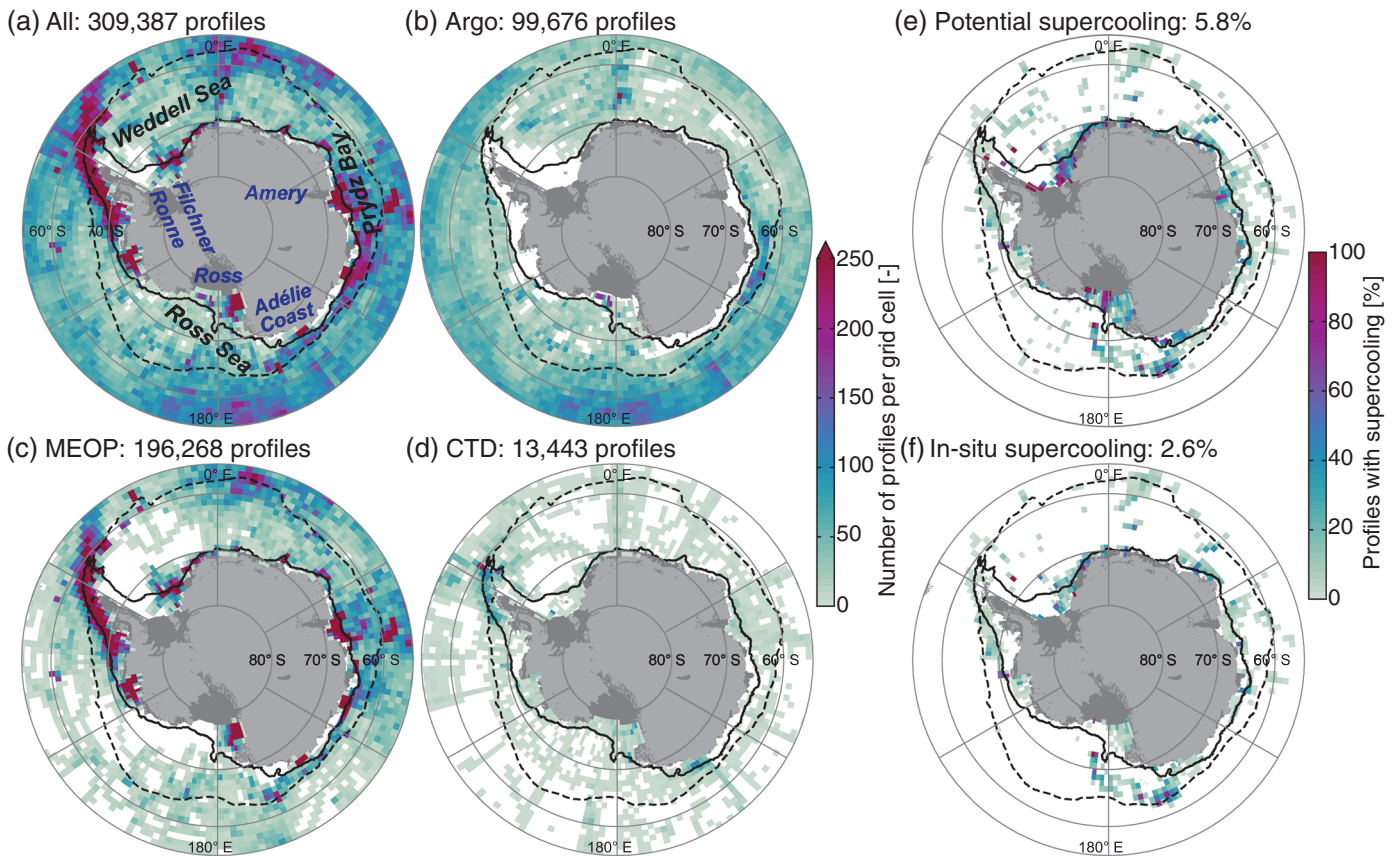 (a) All: 309,387 profiles
0° E
Weddell Sea
Prydz Bay
Amery
Filchner
Ronne
60° S
70° S
Ross
Adélie
Coast
Ross Sea
180° E
(b) Argo: 99,676 profiles
0° E
80° S
70° S
60° S
180° E
250
200
150
100
50
0
Number of profiles per grid cell [-]
(e) Potential supercooling: 5.8%
0° E
80° S
70° S
60° S
180° E
100
80
60
40
20
0
Profiles with supercooling [%]
(c) MEOP: 196,268 profiles
0° E
80° S
70° S
60° S
180° E
(d) CTD: 13,443 profiles
0° E
80° S
70° S
60° S
180° E
(f) In-situ supercooling: 2.6%
0° E
80° S
70° S
60° S
180° E